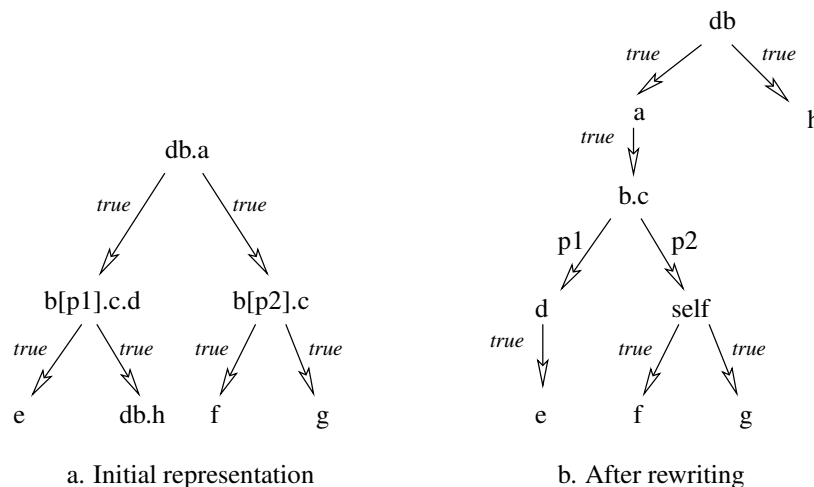 db
true true
a
h
true
db.a
b.c
true true
p1 p2
b[p1].c.d b[p2].c
d self
true true true true
true true true
e db.h f g
e f g
a. Initial representation
b. After rewriting